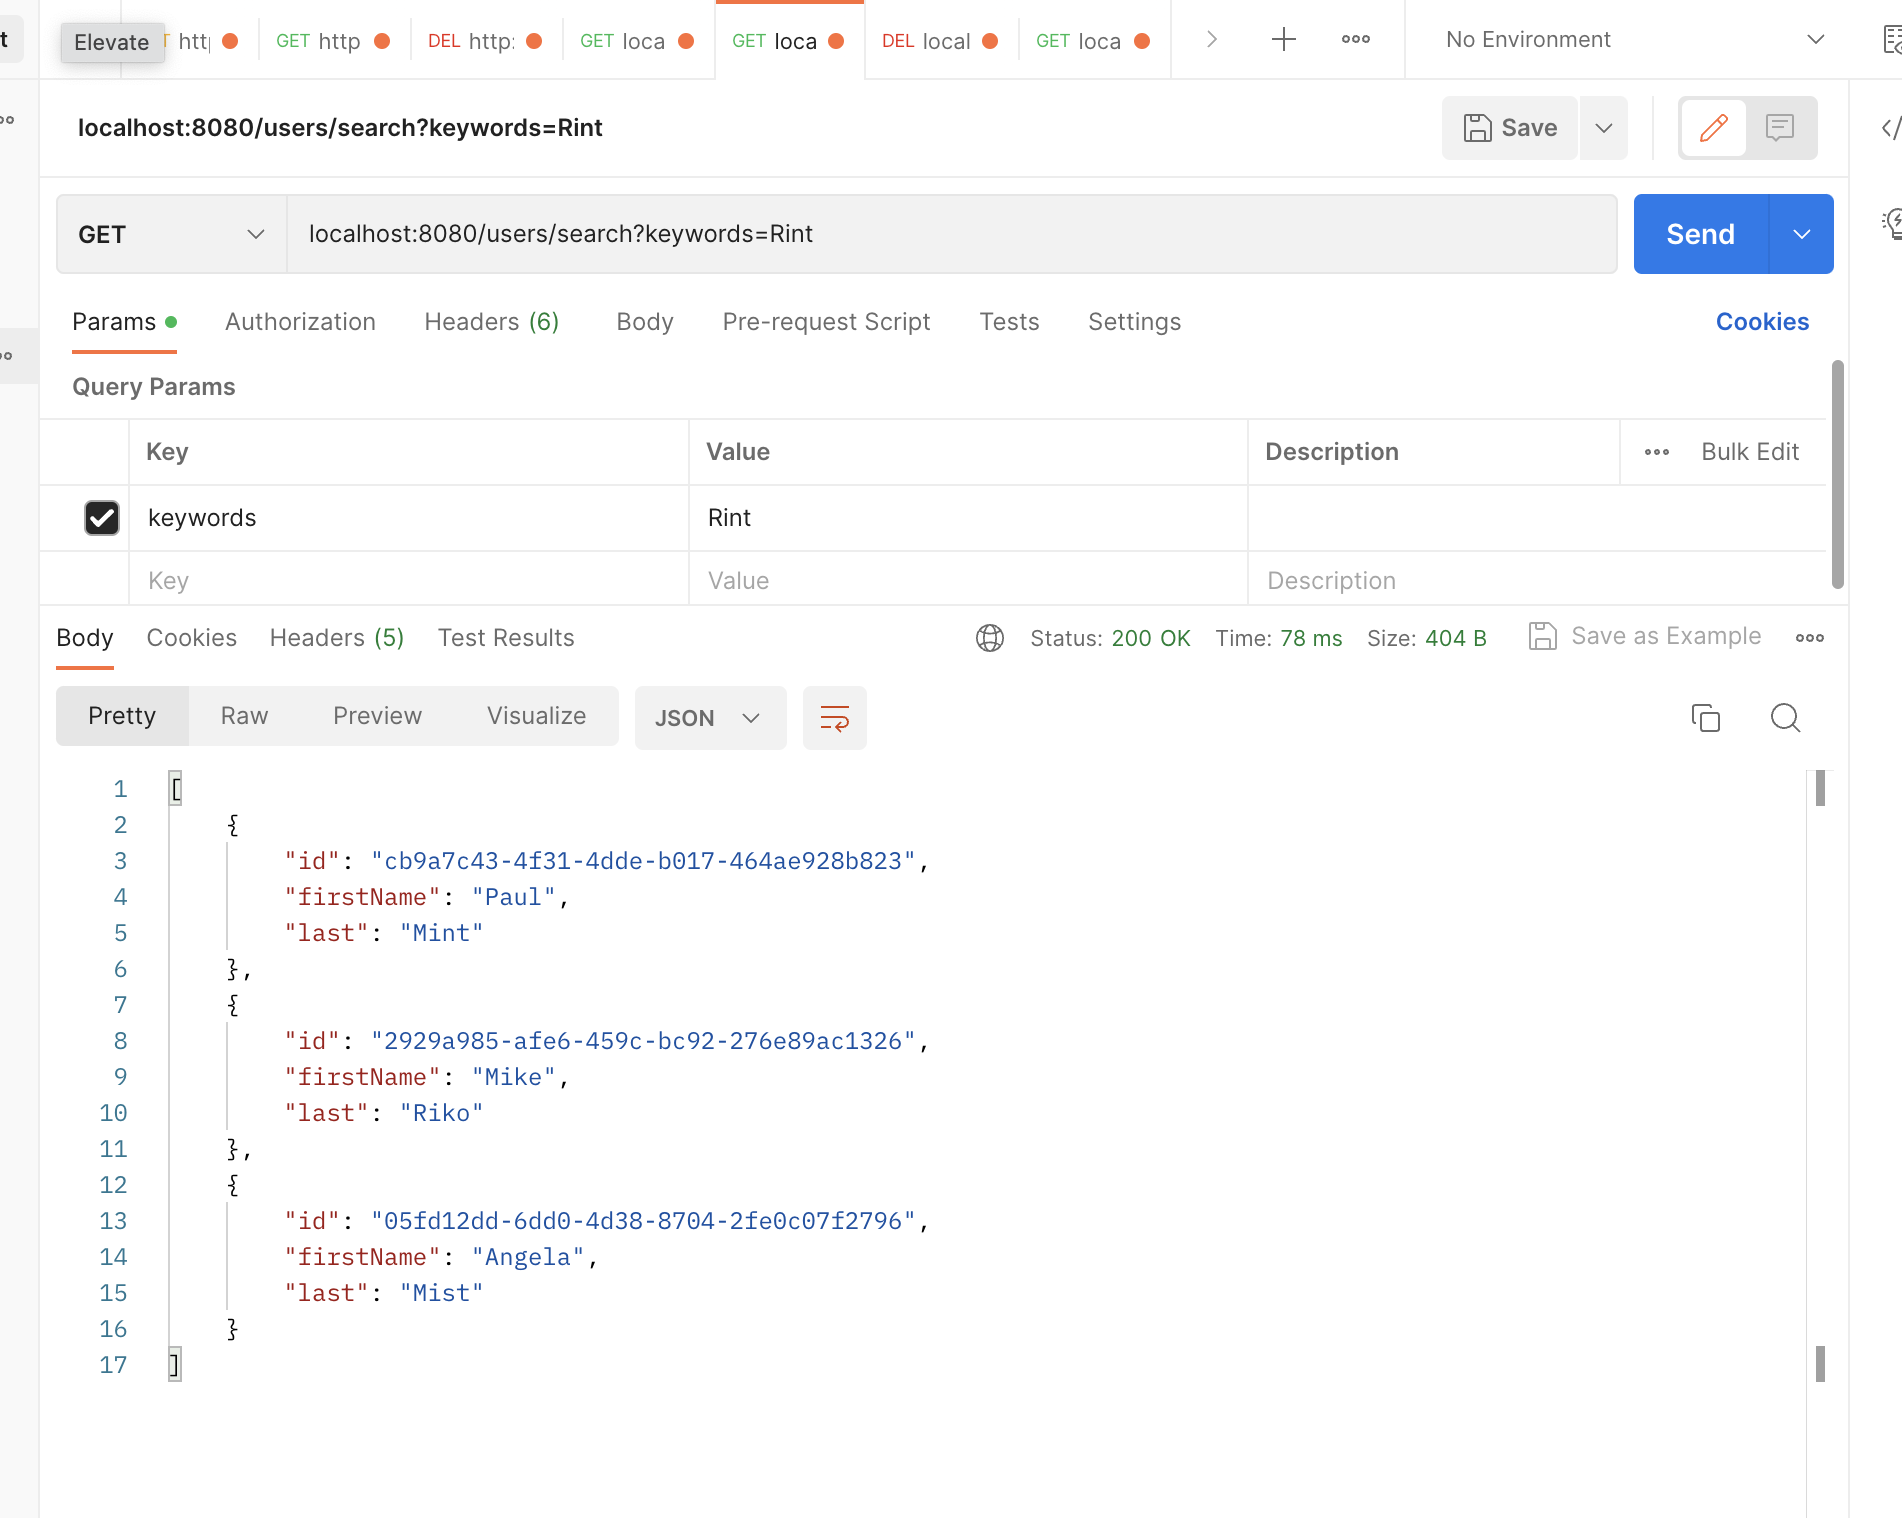 t
Elevate
T http
GET http
DEL http:
GET loca
GET loca
DEL local
GET loca
No Environment
localhost:8080/users/search?keywords=Rint
Save
GET
localhost:8080/users/search?keywords=Rint
Send
Params
Authorization
Headers (6)
Body
Pre-request Script
Tests
Settings
Cookies
Query Params
Key
Value
Description
Bulk Edit
keywords
Rint
Key
Value
Description
Body
Cookies
Headers (5)
Test Results
Status: 200 OK
Time: 78 ms
Size: 404 B
Save as Example
Pretty
Raw
Preview
Visualize
JSON
1 [
2 {
3 "id": "cb9a7c43-4f31-4dde-b017-464ae928b823",
4 "firstName": "Paul",
5 "last": "Mint"
6 },
7 {
8 "id": "2929a985-afe6-459c-bc92-276e89ac1326",
9 "firstName": "Mike",
10 "last": "Riko"
11 },
12 {
13 "id": "05fd12dd-6dd0-4d38-8704-2fe0c07f2796",
14 "firstName": "Angela",
15 "last": "Mist"
16 }
17 ]